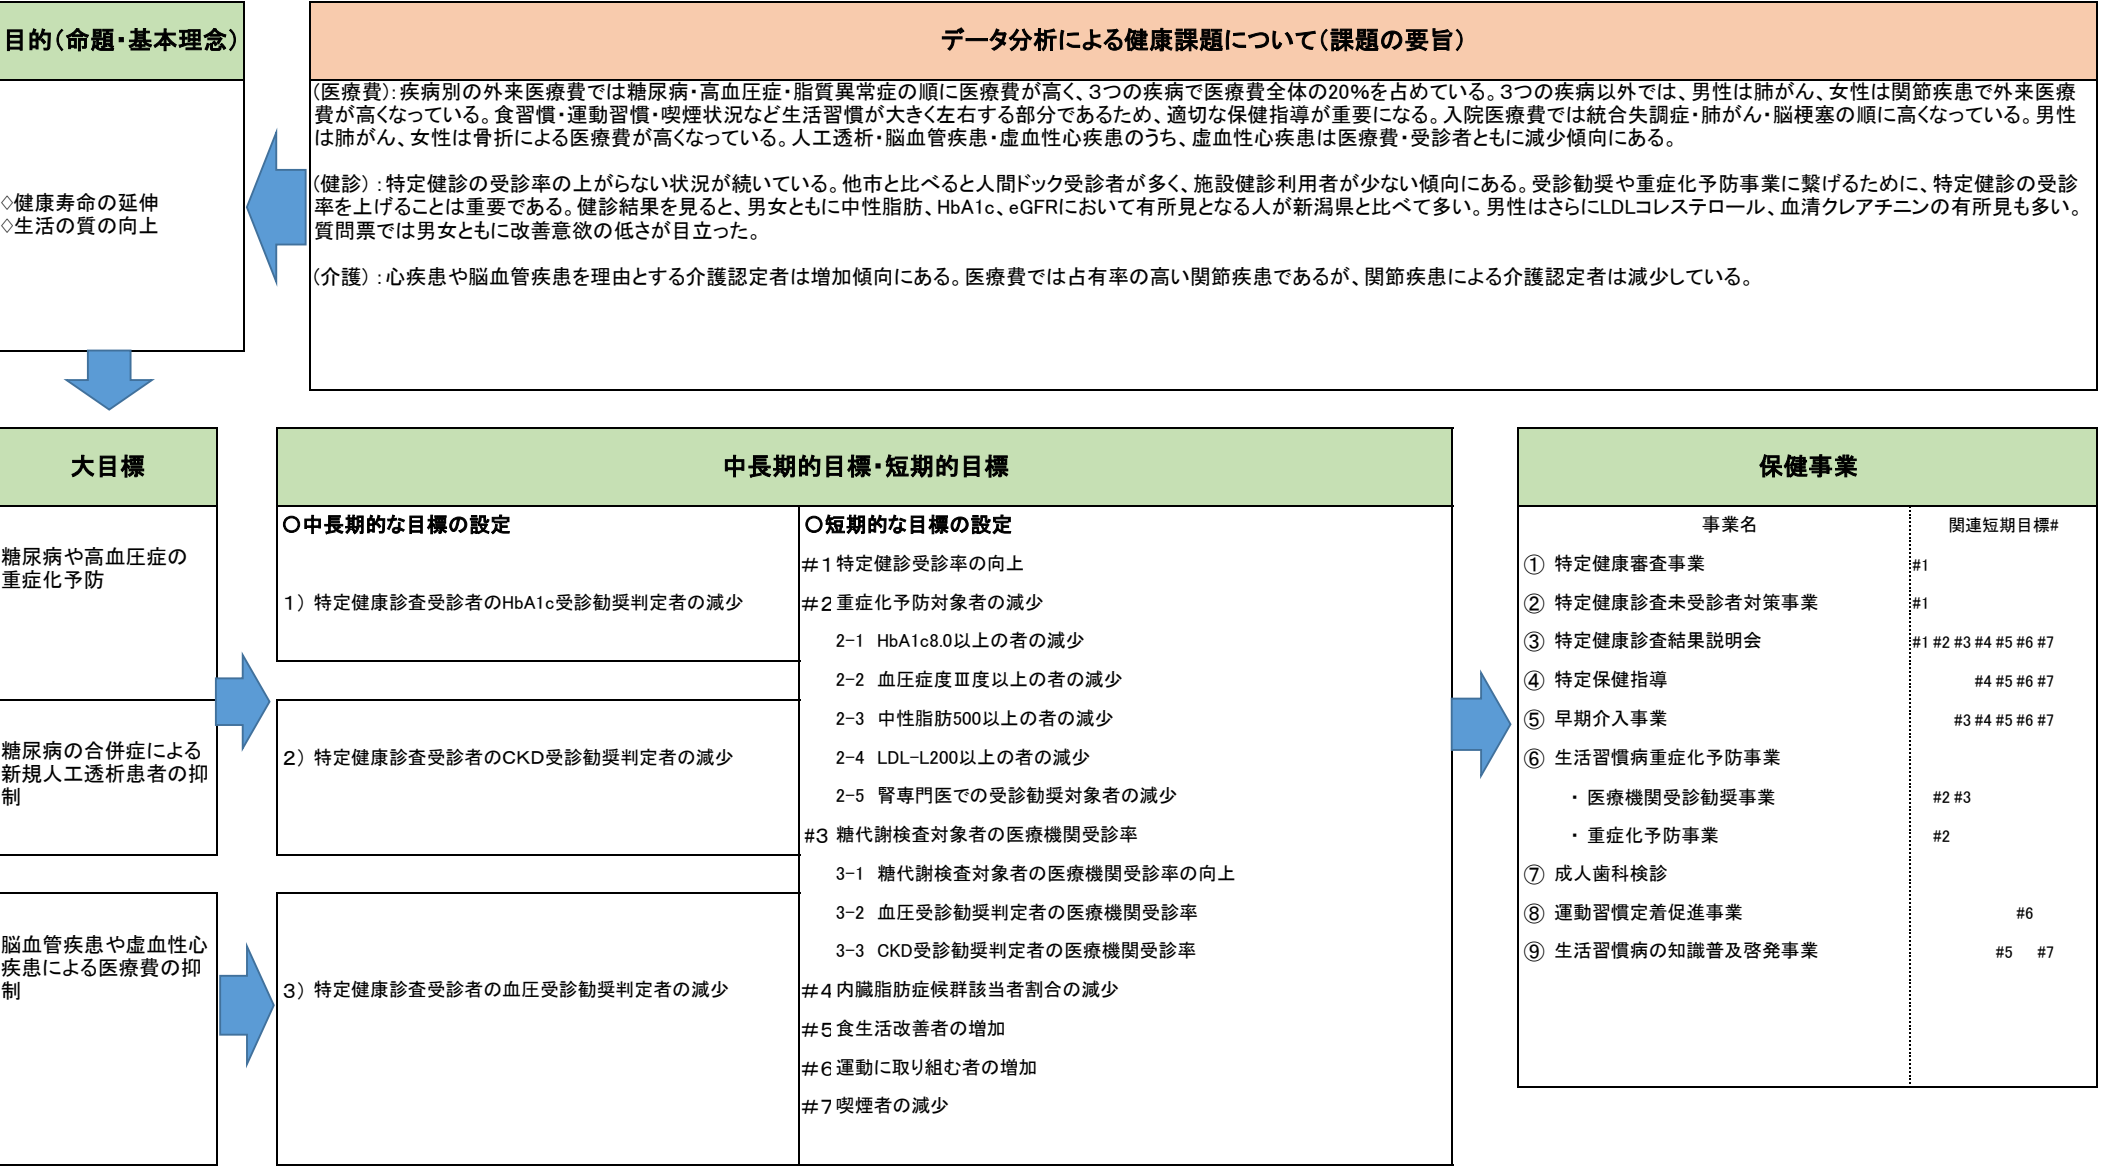 目的(命題・基本理念)
◇健康寿命の延伸
◇生活の質の向上
データ分析による健康課題について(課題の要旨)
(医療費):疾病別の外来医療費では糖尿病・高血圧症・脂質異常症の順に医療費が高く、3つの疾病で医療費全体の20%を占めている。3つの疾病以外では、男性は肺がん、女性は関節疾患で外来医療
費が高くなっている。食習慣・運動習慣・喫煙状況など生活習慣が大きく左右する部分であるため、適切な保健指導が重要になる。入院医療費では統合失調症・肺がん・脳梗塞の順に高くなっている。男性
は肺がん、女性は骨折による医療費が高くなっている。人工透析・脳血管疾患・虚血性心疾患のうち、虚血性心疾患は医療費・受診者ともに減少傾向にある。
(健診):特定健診の受診率の上がらない状況が続いている。他市と比べると人間ドック受診者が多く、施設健診利用者が少ない傾向にある。受診勧奨や重症化予防事業に繋げるために、特定健診の受診
率を上げることは重要である。健診結果を見ると、男女ともに中性脂肪、HbA1c、eGFRにおいて有所見となる人が新潟県と比べて多い。男性はさらにLDLコレステロール、血清クレアチニンの有所見も多い。
質問票では男女ともに改善意欲の低さが目立った。
(介護):心疾患や脳血管疾患を理由とする介護認定者は増加傾向にある。医療費では占有率の高い関節疾患であるが、関節疾患による介護認定者は減少している。
大目標
糖尿病や高血圧症の
重症化予防
糖尿病の合併症による
新規人工透析患者の抑
制
脳血管疾患や虚血性心
疾患による医療費の抑
制
中長期的目標・短期的目標
〇中長期的な目標の設定
1) 特定健康診査受診者のHbA1c受診勧奨判定者の減少
2) 特定健康診査受診者のCKD受診勧奨判定者の減少
3) 特定健康診査受診者の血圧受診勧奨判定者の減少
〇短期的な目標の設定
#1 特定健診受診率の向上
#2 重症化予防対象者の減少
2-1 HbA1c8.0以上の者の減少
2-2 血圧症度Ⅲ度以上の者の減少
2-3 中性脂肪500以上の者の減少
2-4 LDL-L200以上の者の減少
2-5 腎専門医での受診勧奨対象者の減少
#3 糖代謝検査対象者の医療機関受診率
3-1 糖代謝検査対象者の医療機関受診率の向上
3-2 血圧受診勧奨判定者の医療機関受診率
3-3 CKD受診勧奨判定者の医療機関受診率
#4 内臓脂肪症候群該当者割合の減少
#5 食生活改善者の増加
#6 運動に取り組む者の増加
#7 喫煙者の減少
保健事業
事業名 関連短期目標#
① 特定健康審査事業 #1
② 特定健康診査未受診者対策事業 #1
③ 特定健康診査結果説明会 #1 #2 #3 #4 #5 #6 #7
④ 特定保健指導 #4 #5 #6 #7
⑤ 早期介入事業 #3 #4 #5 #6 #7
⑥ 生活習慣病重症化予防事業
・ 医療機関受診勧奨事業 #2 #3
・ 重症化予防事業 #2
⑦ 成人歯科検診
⑧ 運動習慣定着促進事業 #6
⑨ 生活習慣病の知識普及啓発事業 #5 #7